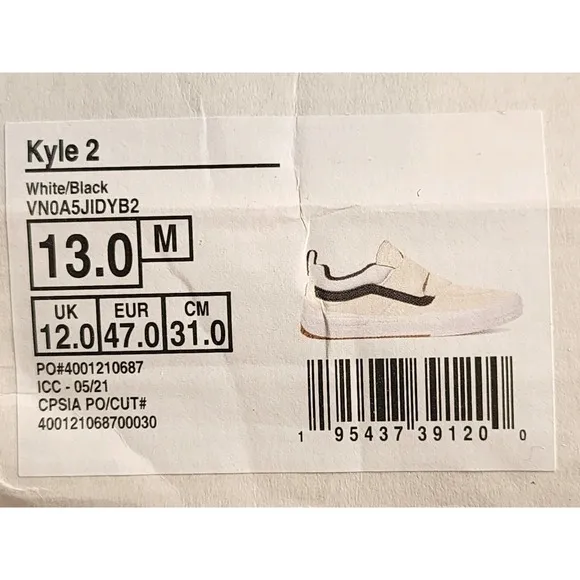 Kyle 2
White/Black
VN0A5JIDYB2
13.0 M
UK EUR CM
12.0 47.0 31.0
PO#4001210687
ICC - 05/21
CPSIA PO/CUT#
400121068700030
1 95437 39120 0